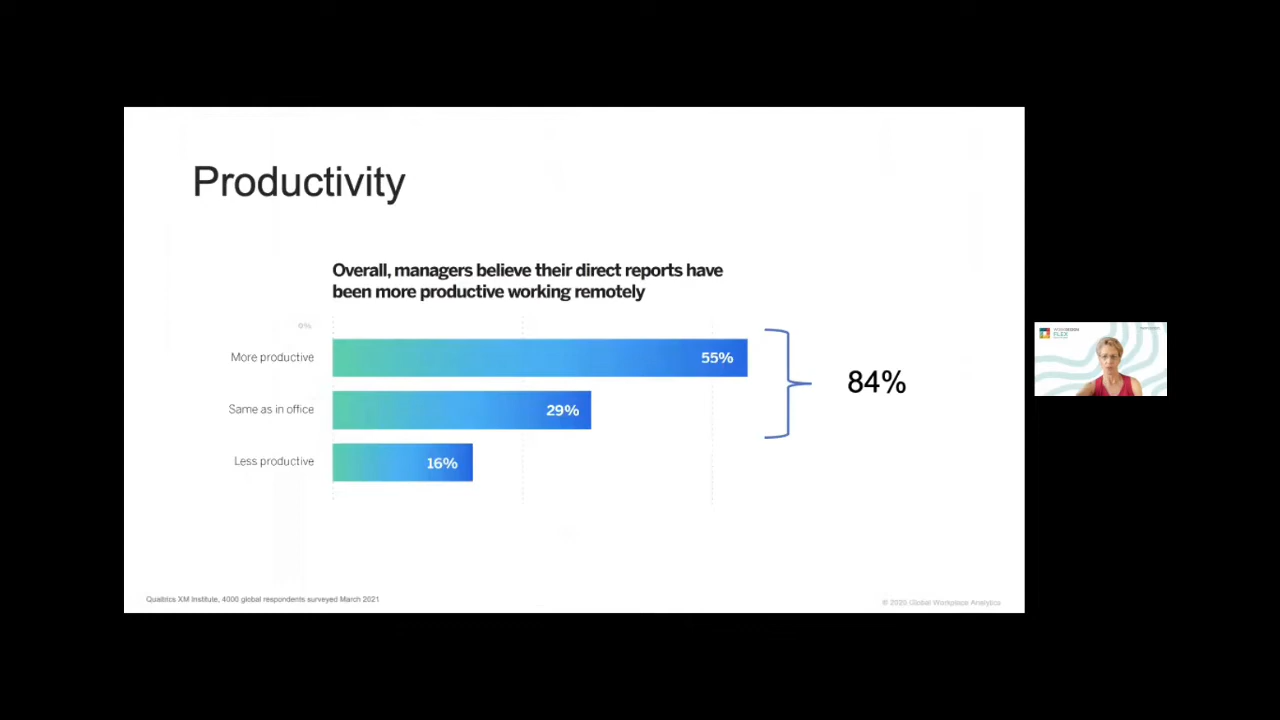 Productivity
Overall, managers believe their direct reports have
been more productive working remotely
0%
More productive
55%
Same as in office
29%
Less productive
16%
84%
Qualtrics XM Institute, 4000 global respondents surveyed March 2021
© 2020 Global Workplace Analytics
FLEX